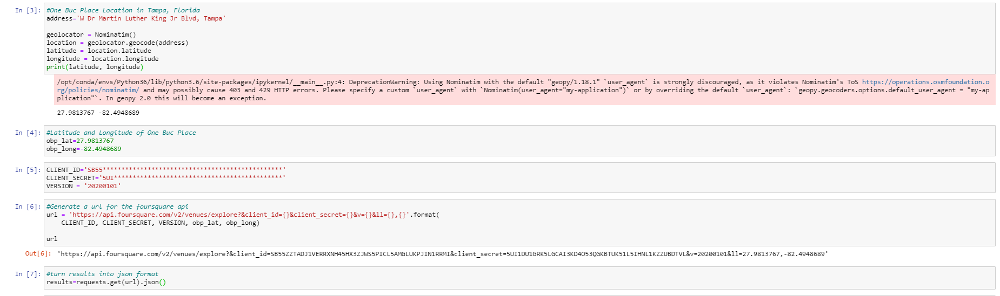 In [3]: #One Buc Place Location in Tampa, Florida
address='W Dr Martin Luther King Jr Blvd, Tampa'
geolocator = Nominatim()
location = geolocator.geocode(address)
latitude = location.latitude
longitude = location.longitude
print(latitude, longitude)
/opt/conda/envs/Python36/lib/python3.6/site-packages/ipykernel/__main__.py:4: DeprecationWarning: Using Nominatim with the default "geopy/1.18.1" `user_agent` is strongly discouraged, as it violates Nominatim's ToS https://operations.osmfoundation.o
rg/policies/nominatim/ and may possibly cause 403 and 429 HTTP errors. Please specify a custom `user_agent` with `Nominatim(user_agent="my-application")` or by overriding the default `user_agent`: `geopy.geocoders.options.default_user_agent = "my-ap
plication"`. In geopy 2.0 this will become an exception.
27.9813767 -82.4948689
In [4]: #Latitude and Longitude of One Buc Place
obp_lat=27.9813767
obp_long=-82.4948689
In [5]: CLIENT_ID='SB55************************************************'
CLIENT_SECRET='5UI*********************************************'
VERSION = '20200101'
In [6]: #Generate a url for the foursquare api
url = 'https://api.foursquare.com/v2/venues/explore?&client_id={}&client_secret={}&v={}&ll={},{}'.format(
CLIENT_ID, CLIENT_SECRET, VERSION, obp_lat, obp_long)
url
Out[6]: 'https://api.foursquare.com/v2/venues/explore?&client_id=SB55ZZTADJ1VERRXNH45HX3ZJWS5PICL5AMGLUKPJIN1RRMI&client_secret=5UI1DU1GRK5LGCAI3KD4O53QGKBTUK51L5IHNL1KZZUBDTVL&v=20200101&ll=27.9813767,-82.4948689'
In [7]: #turn results into json format
results=requests.get(url).json()